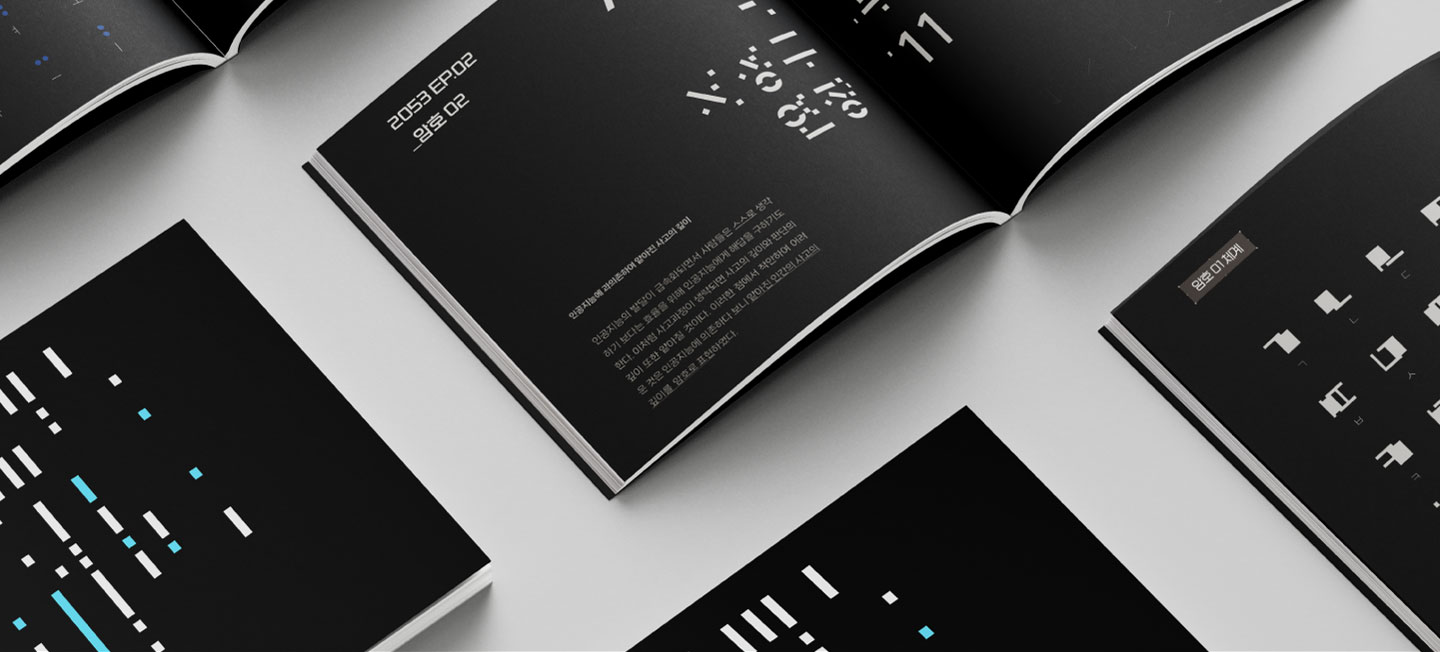 2053 EP.02
_암호 02
11
인공지능에 과의존하여 얕아진 사고의 깊이
인공지능의 발달이 급속화되면서 사람들은 스스로 생각
하기 보다는 효율을 위해 인공지능에게 해답을 구하기도
한다. 이처럼 사고과정이 생략되면 사고의 깊이와 판단의
깊이 또한 얕아질 것이다. 이러한 점에서 착안하여 어려
운 것은 인공지능에 의존하다 보니 얕아진 인간의 사고의
깊이를 암호로 표현하였다.
암호 01 체계
ㄱ
ㄴ
ㄷ
ㅂ
ㅅ